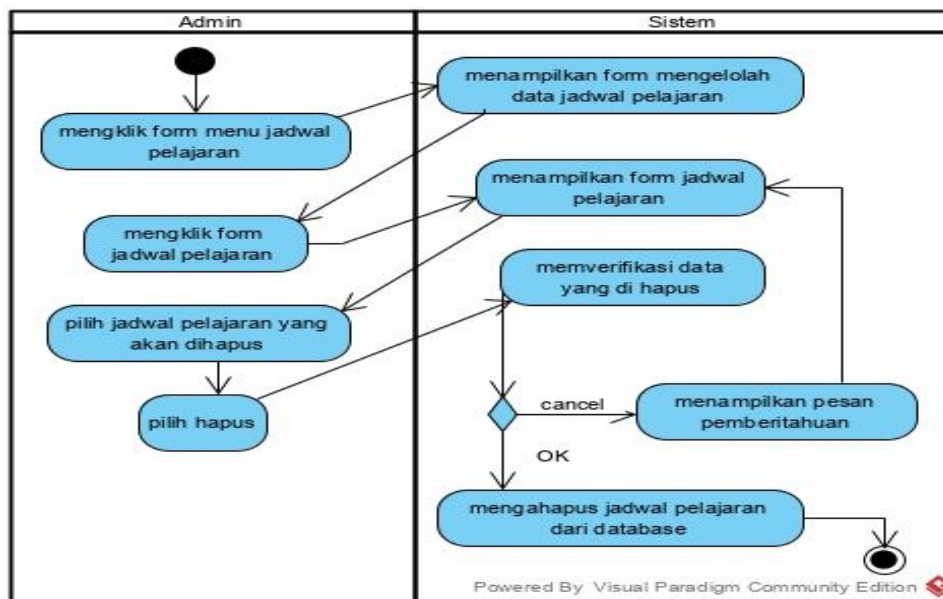 Admin
Sistem
menampilkan form mengelolah
data jadwal pelajaran
mengklik form menu jadwal
pelajaran
menampilkan form jadwal
pelajaran
mengklik form
jadwal pelajaran
memverifikasi data
yang di hapus
pilih jadwal pelajaran yang
akan dihapus
pilih hapus
cancel
menampilkan pesan
pemberitahuan
OK
mengahapus jadwal pelajaran
dari database
Powered By Visual Paradigm Community Edition